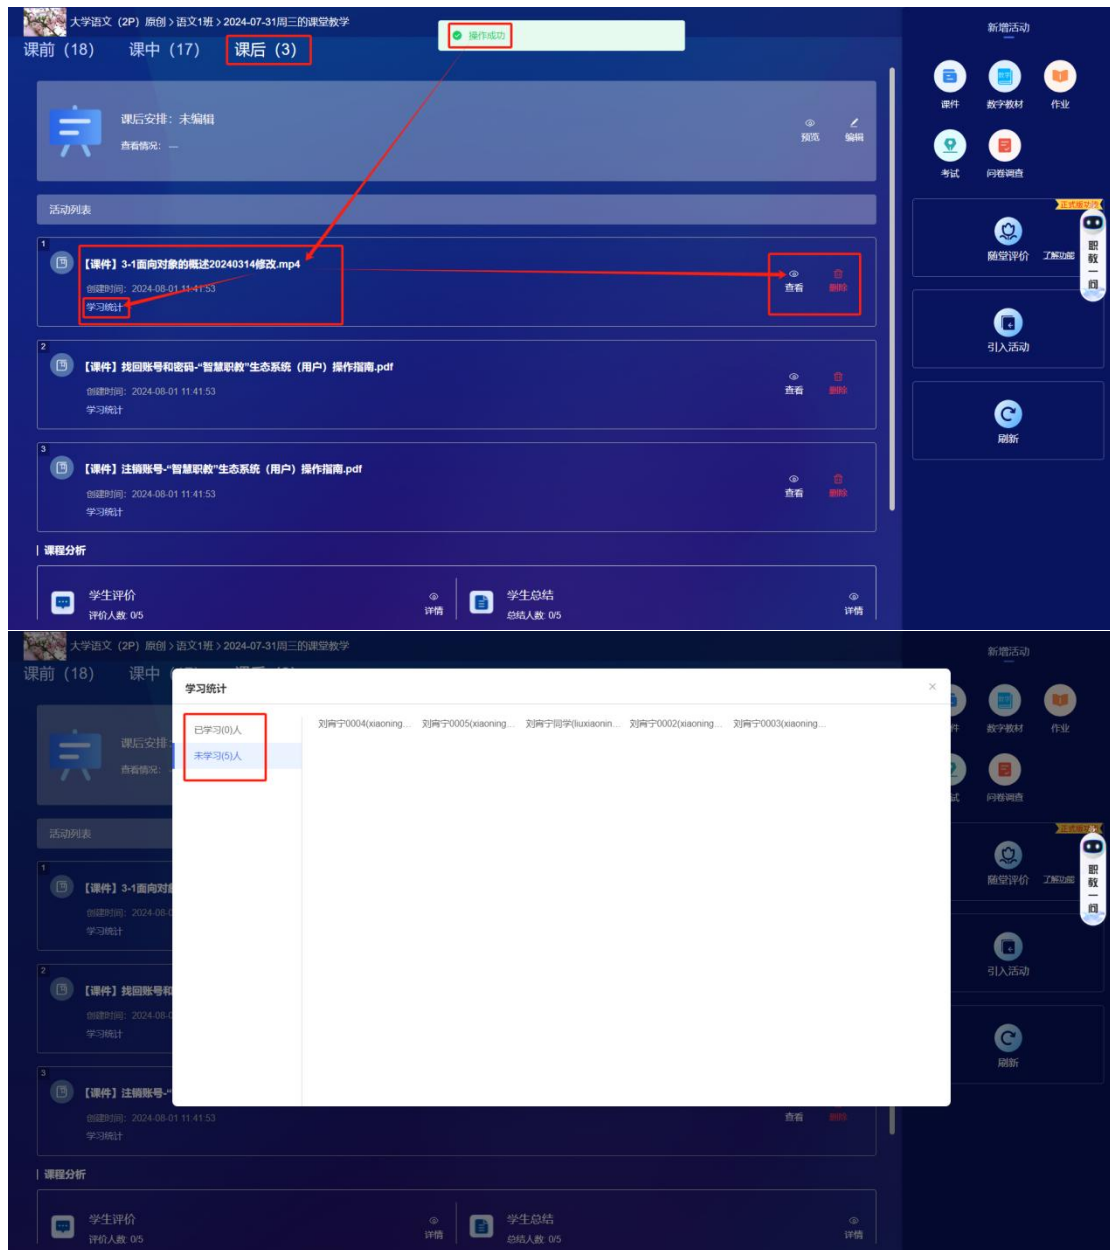 大学语文（2P）原创 > 语文1班 > 2024-07-31周三的课堂教学
操作成功
课前（18） 课中（17） 课后（3）
课后安排：未编辑
查看情况：—
预览 编辑
活动列表
1
【课件】3-1面向对象的概述20240314修改.mp4
创建时间：2024-08-01 11:41:53
学习统计
查看 删除
2
【课件】找回账号和密码-“智慧职教”生态系统（用户）操作指南.pdf
创建时间：2024-08-01 11:41:53
学习统计
查看 删除
3
【课件】注销账号-“智慧职教”生态系统（用户）操作指南.pdf
创建时间：2024-08-01 11:41:53
学习统计
查看 删除
课程分析
学生评价
评价人数 0/5
详情
学生总结
总结人数 0/5
详情
新增活动
课件 数字教材 作业
考试 问卷调查
随堂评价 了解功能
职教一问
引入活动
刷新
大学语文（2P）原创 > 语文1班 > 2024-07-31周三的课堂教学
课前（18） 课中
学习统计
已学习(0)人
未学习(5)人
刘宵宁0004(xiaoning... 刘宵宁0005(xiaoning... 刘宵宁同学(liuxiaonin... 刘宵宁0002(xiaoning... 刘宵宁0003(xiaoning...
课后安排
查看情况：
活动列表
1
【课件】3-1面向对
创建时间：2024-08-0
学习统计
2
【课件】找回账号和
创建时间：2024-08-0
学习统计
3
【课件】注销账号-“
创建时间：2024-08-01 11:41:53
学习统计
查看 删除
课程分析
学生评价
评价人数 0/5
详情
学生总结
总结人数 0/5
详情
新增活动
件 数字教材 作业
试 问卷调查
随堂评价 了解功能
职教一问
引入活动
刷新